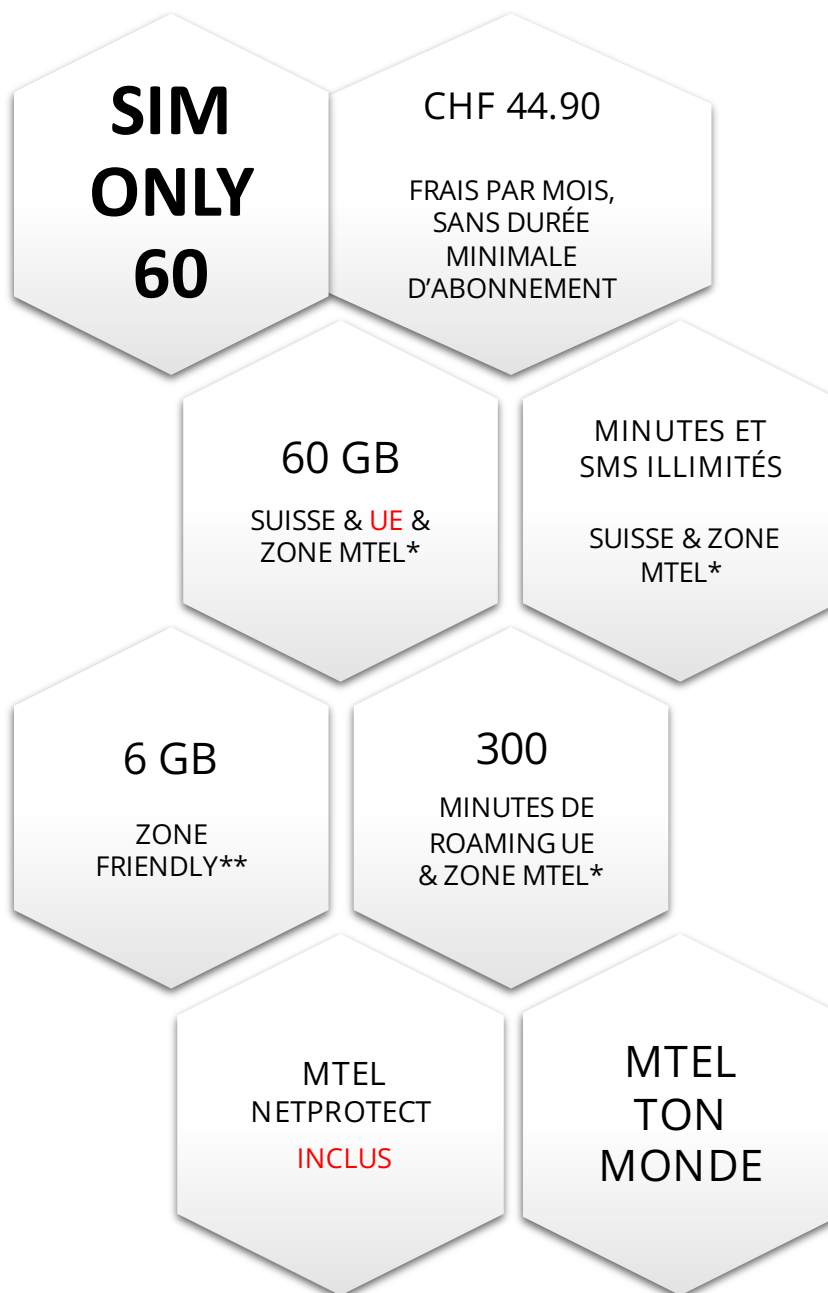 SIM
ONLY
60
CHF 44.90
FRAIS PAR MOIS,
SANS DURÉE
MINIMALE
D’ABONNEMENT
60 GB
SUISSE & UE &
ZONE MTEL*
MINUTES ET
SMS ILLIMITÉS
SUISSE & ZONE
MTEL*
6 GB
ZONE
FRIENDLY**
300
MINUTES DE
ROAMING UE
& ZONE MTEL*
MTEL
NETPROTECT
INCLUS
MTEL
TON
MONDE